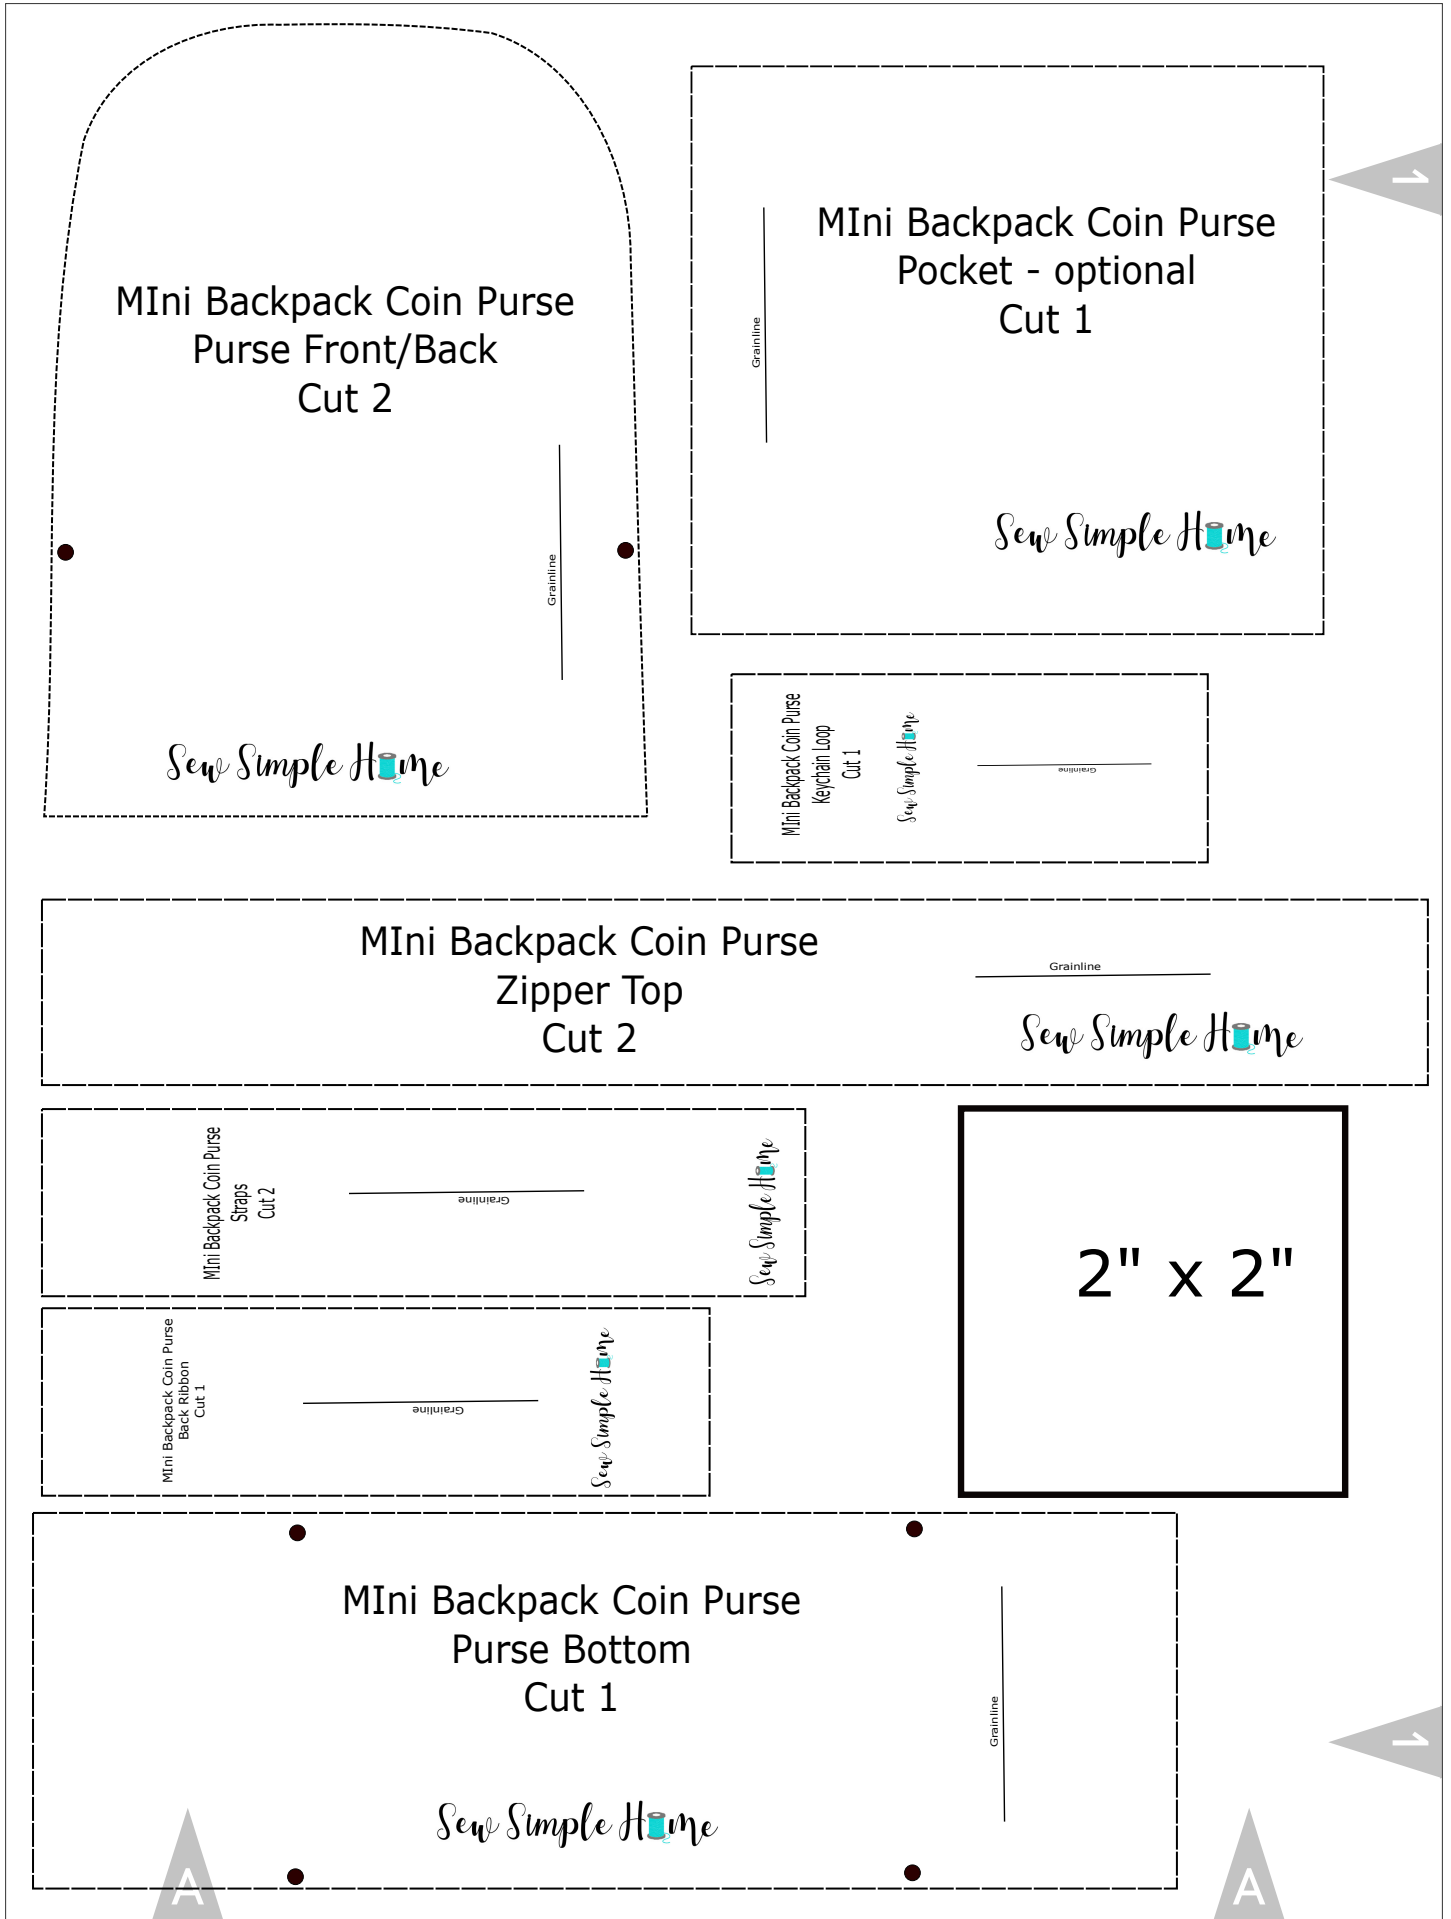 MIni Backpack Coin Purse
Purse Front/Back
Cut 2
Grainline
Sew Simple Home
MIni Backpack Coin Purse
Pocket - optional
Cut 1
Grainline
Sew Simple Home
1
MIni Backpack Coin Purse
Keychain Loop
Cut 1
Sew Simple Home
Grainline
MIni Backpack Coin Purse
Zipper Top
Cut 2
Grainline
Sew Simple Home
MIni Backpack Coin Purse
Straps
Cut 2
Grainline
Sew Simple Home
2" x 2"
MIni Backpack Coin Purse
Back Ribbon
Cut 1
Grainline
Sew Simple Home
MIni Backpack Coin Purse
Purse Bottom
Cut 1
Grainline
Sew Simple Home
1
A
A